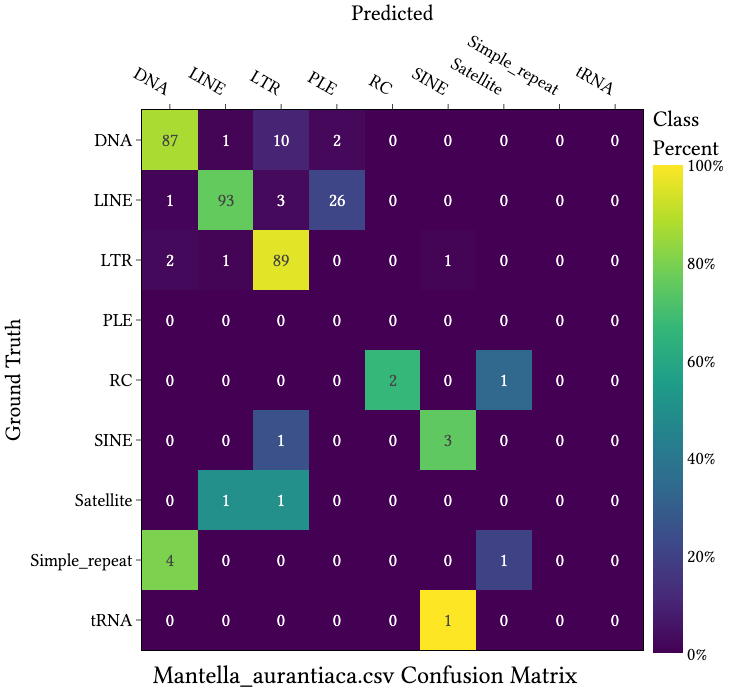 Predicted
DNA LINE LTR PLE RC SINE Satellite Simple_repeat tRNA
Class
Percent
Ground Truth
DNA 87 1 10 2 0 0 0 0 0
LINE 1 93 3 26 0 0 0 0 0
LTR 2 1 89 0 0 1 0 0 0
PLE 0 0 0 0 0 0 0 0 0
RC 0 0 0 0 2 0 1 0 0
SINE 0 0 1 0 0 3 0 0 0
Satellite 0 1 1 0 0 0 0 0 0
Simple_repeat 4 0 0 0 0 0 1 0 0
tRNA 0 0 0 0 0 1 0 0 0
100%
80%
60%
40%
20%
0%
Mantella_aurantiaca.csv Confusion Matrix